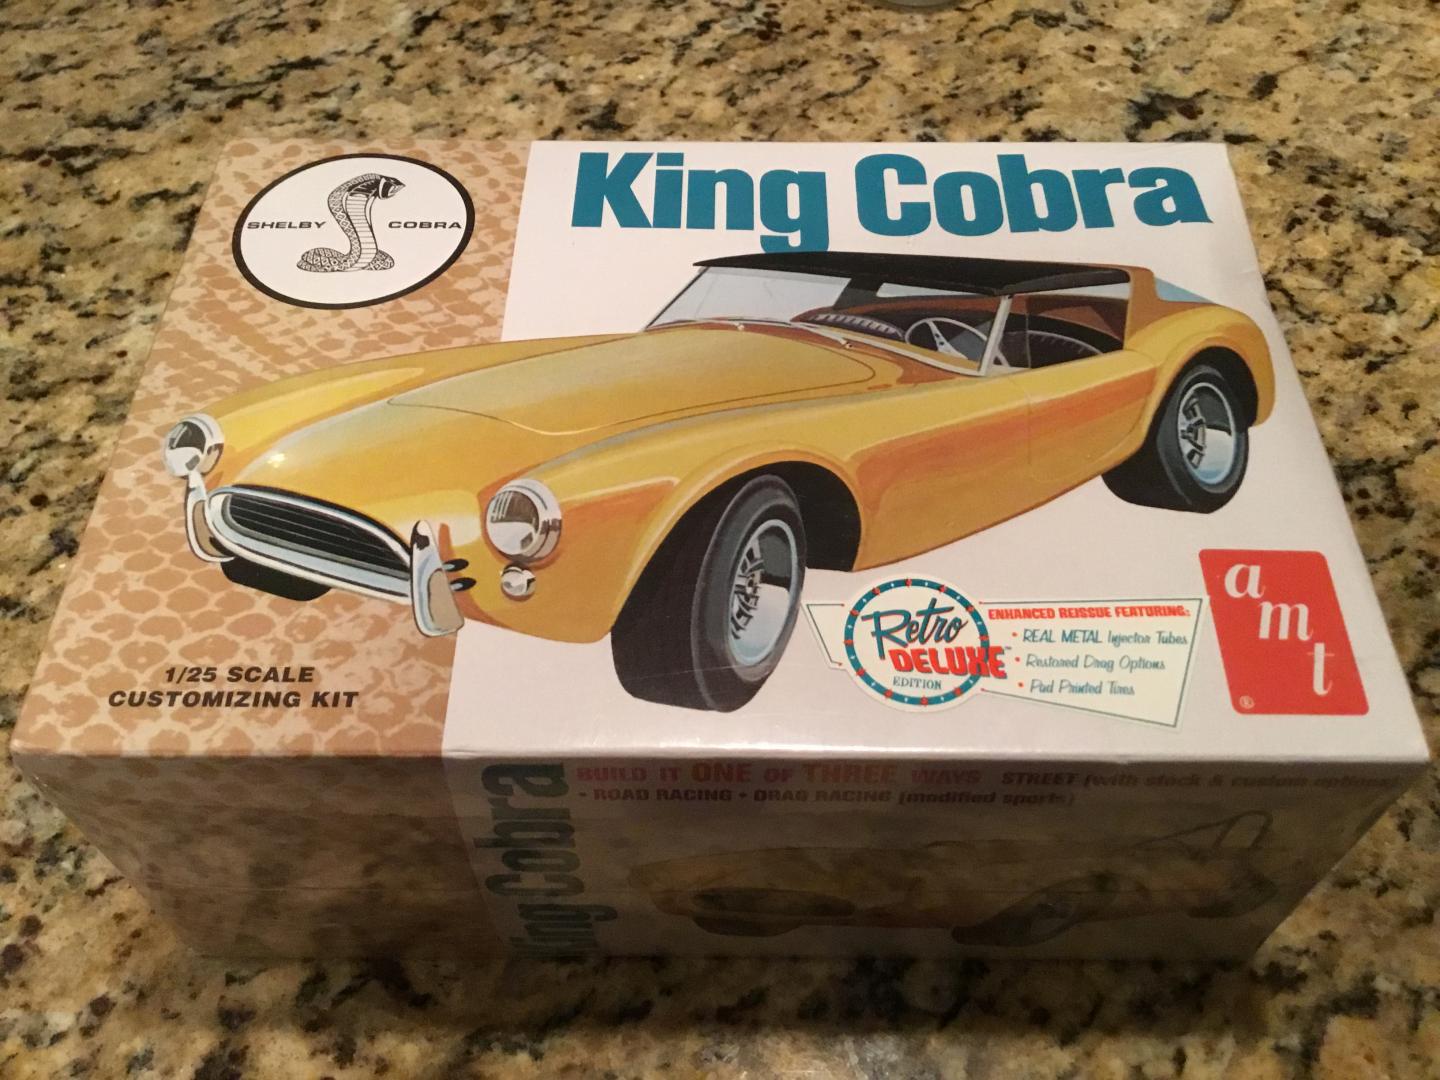 King Cobra
SHELBY COBRA
1/25 SCALE
CUSTOMIZING KIT
Retro
DELUXE™
EDITION
ENHANCED REISSUE FEATURING:
• REAL METAL Injector Tubes
• Restored Drag Options
• Pad Printed Tires
amt
®
King Cobra
BUILD IT ONE OF THREE WAYS STREET (with stock & custom options)
• ROAD RACING • DRAG RACING (modified sports)